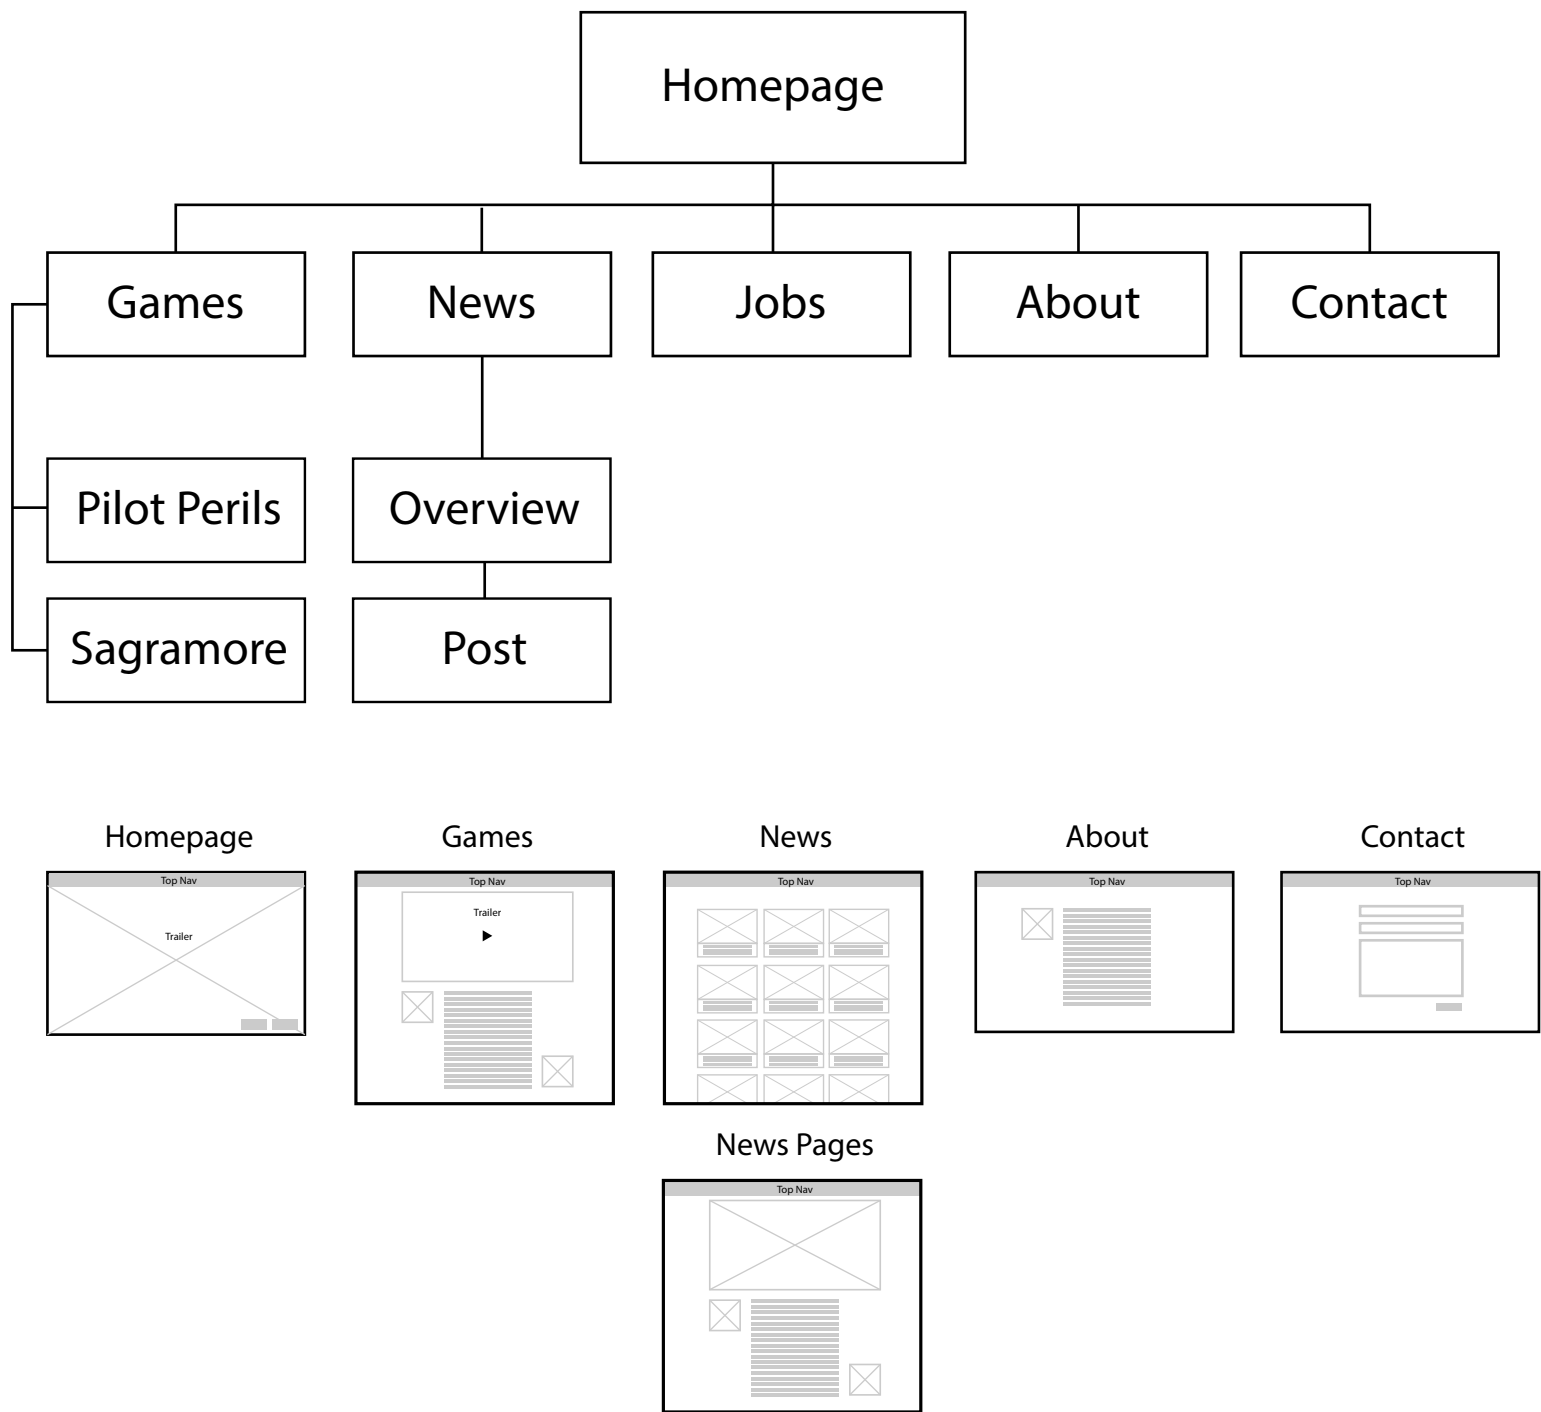 Homepage
Games
News
Jobs
About
Contact
Pilot Perils
Overview
Sagramore
Post
Homepage
Games
News
About
Contact
Top Nav
Top Nav
Top Nav
Top Nav
Top Nav
Trailer
Trailer
News Pages
Top Nav